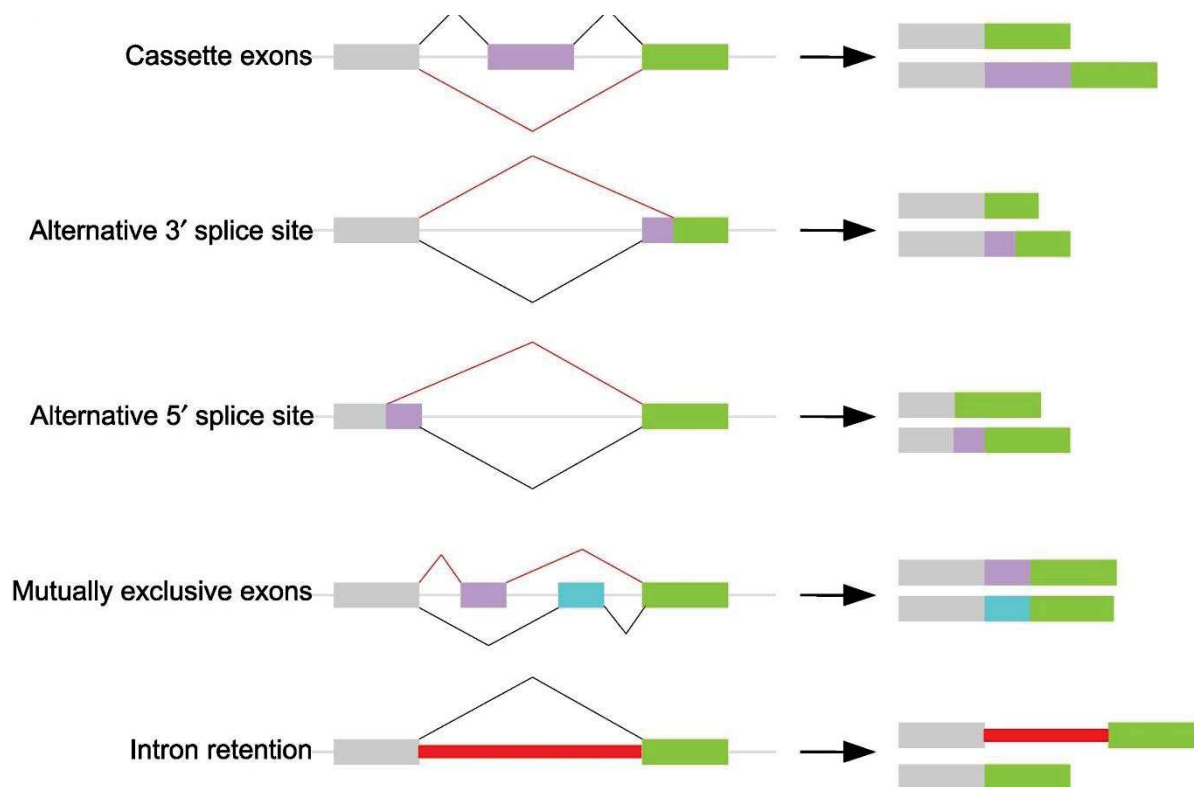 Cassette exons
Alternative 3′ splice site
Alternative 5′ splice site
Mutually exclusive exons
Intron retention